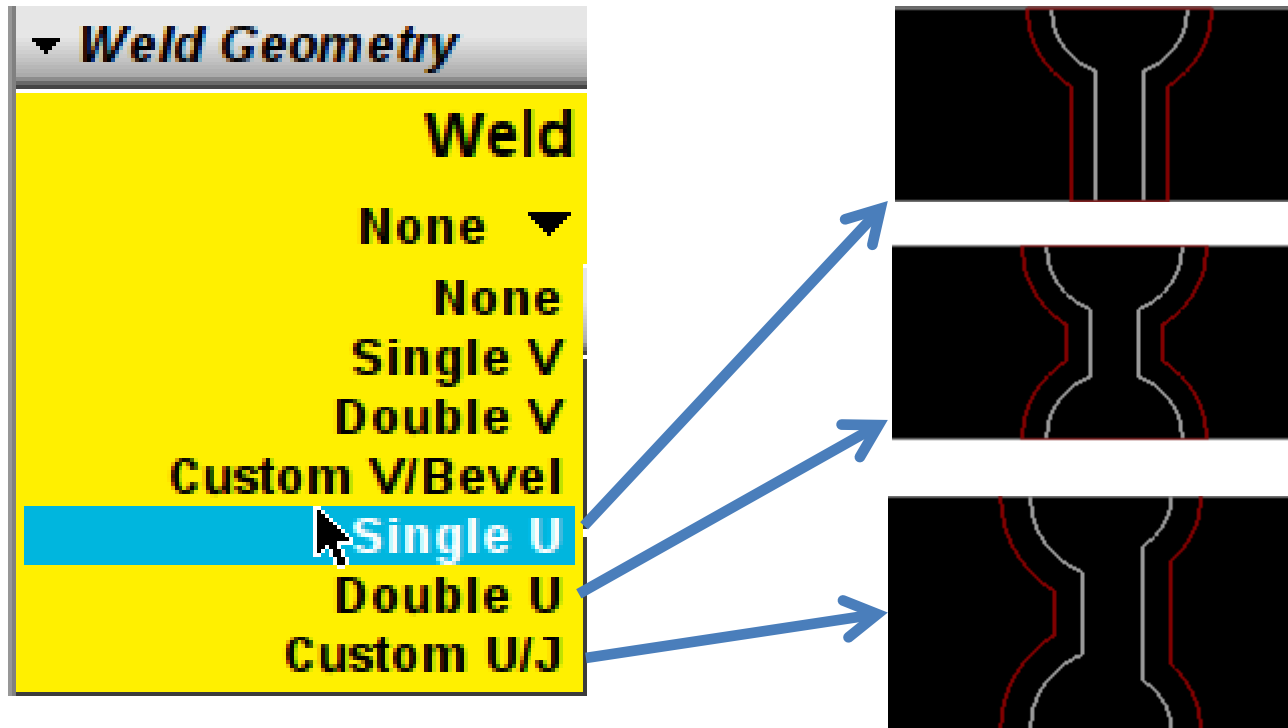 Weld Geometry
Weld
None
None
Single V
Double V
Custom V/Bevel
Single U
Double U
Custom U/J